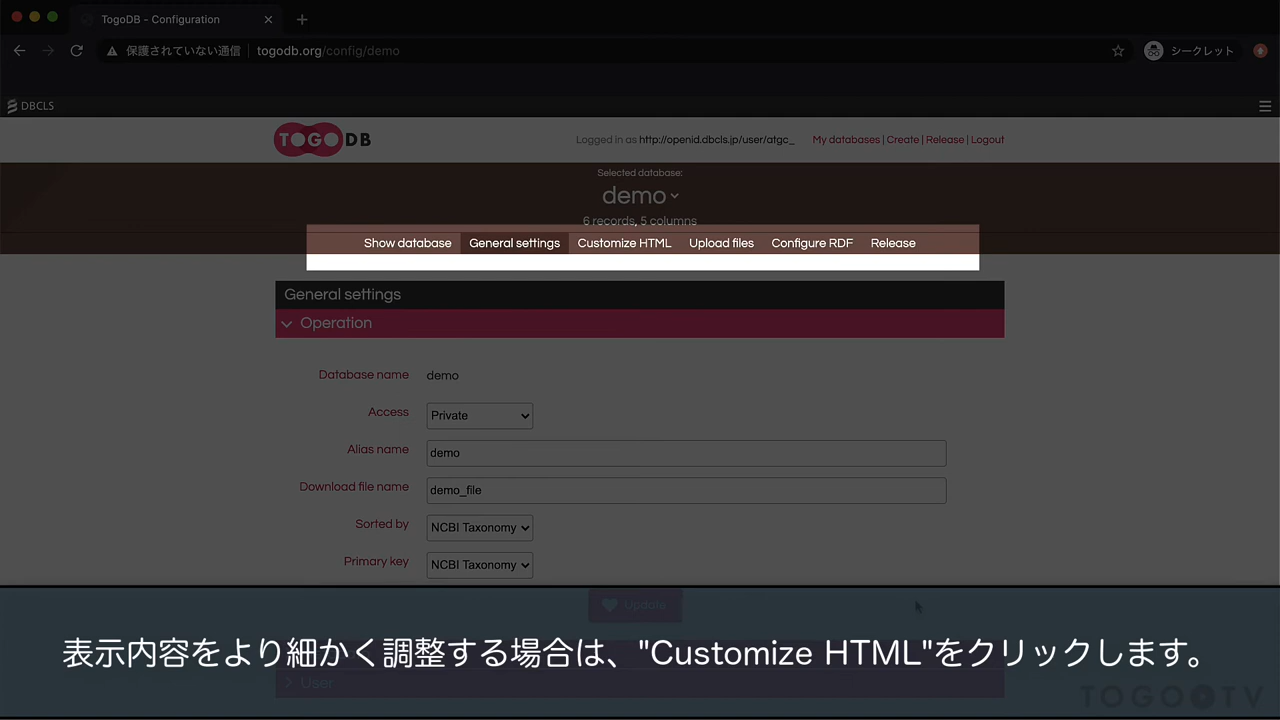 TogoDB - Configuration
保護されていない通信 togodb.org/config/demo シークレット
DBCLS
TOGODB Logged in as http://openid.dbcls.jp/user/atgc_ My databases | Create | Release | Logout
Selected database:
demo
6 records, 5 columns
Show database General settings Customize HTML Upload files Configure RDF Release
General settings
Operation
Database name demo
Access Private
Alias name demo
Download file name demo_file
Sorted by NCBI Taxonomy
Primary key NCBI Taxonomy
Update
表示内容をより細かく調整する場合は、"Customize HTML"をクリックします。
User
TOGOTV